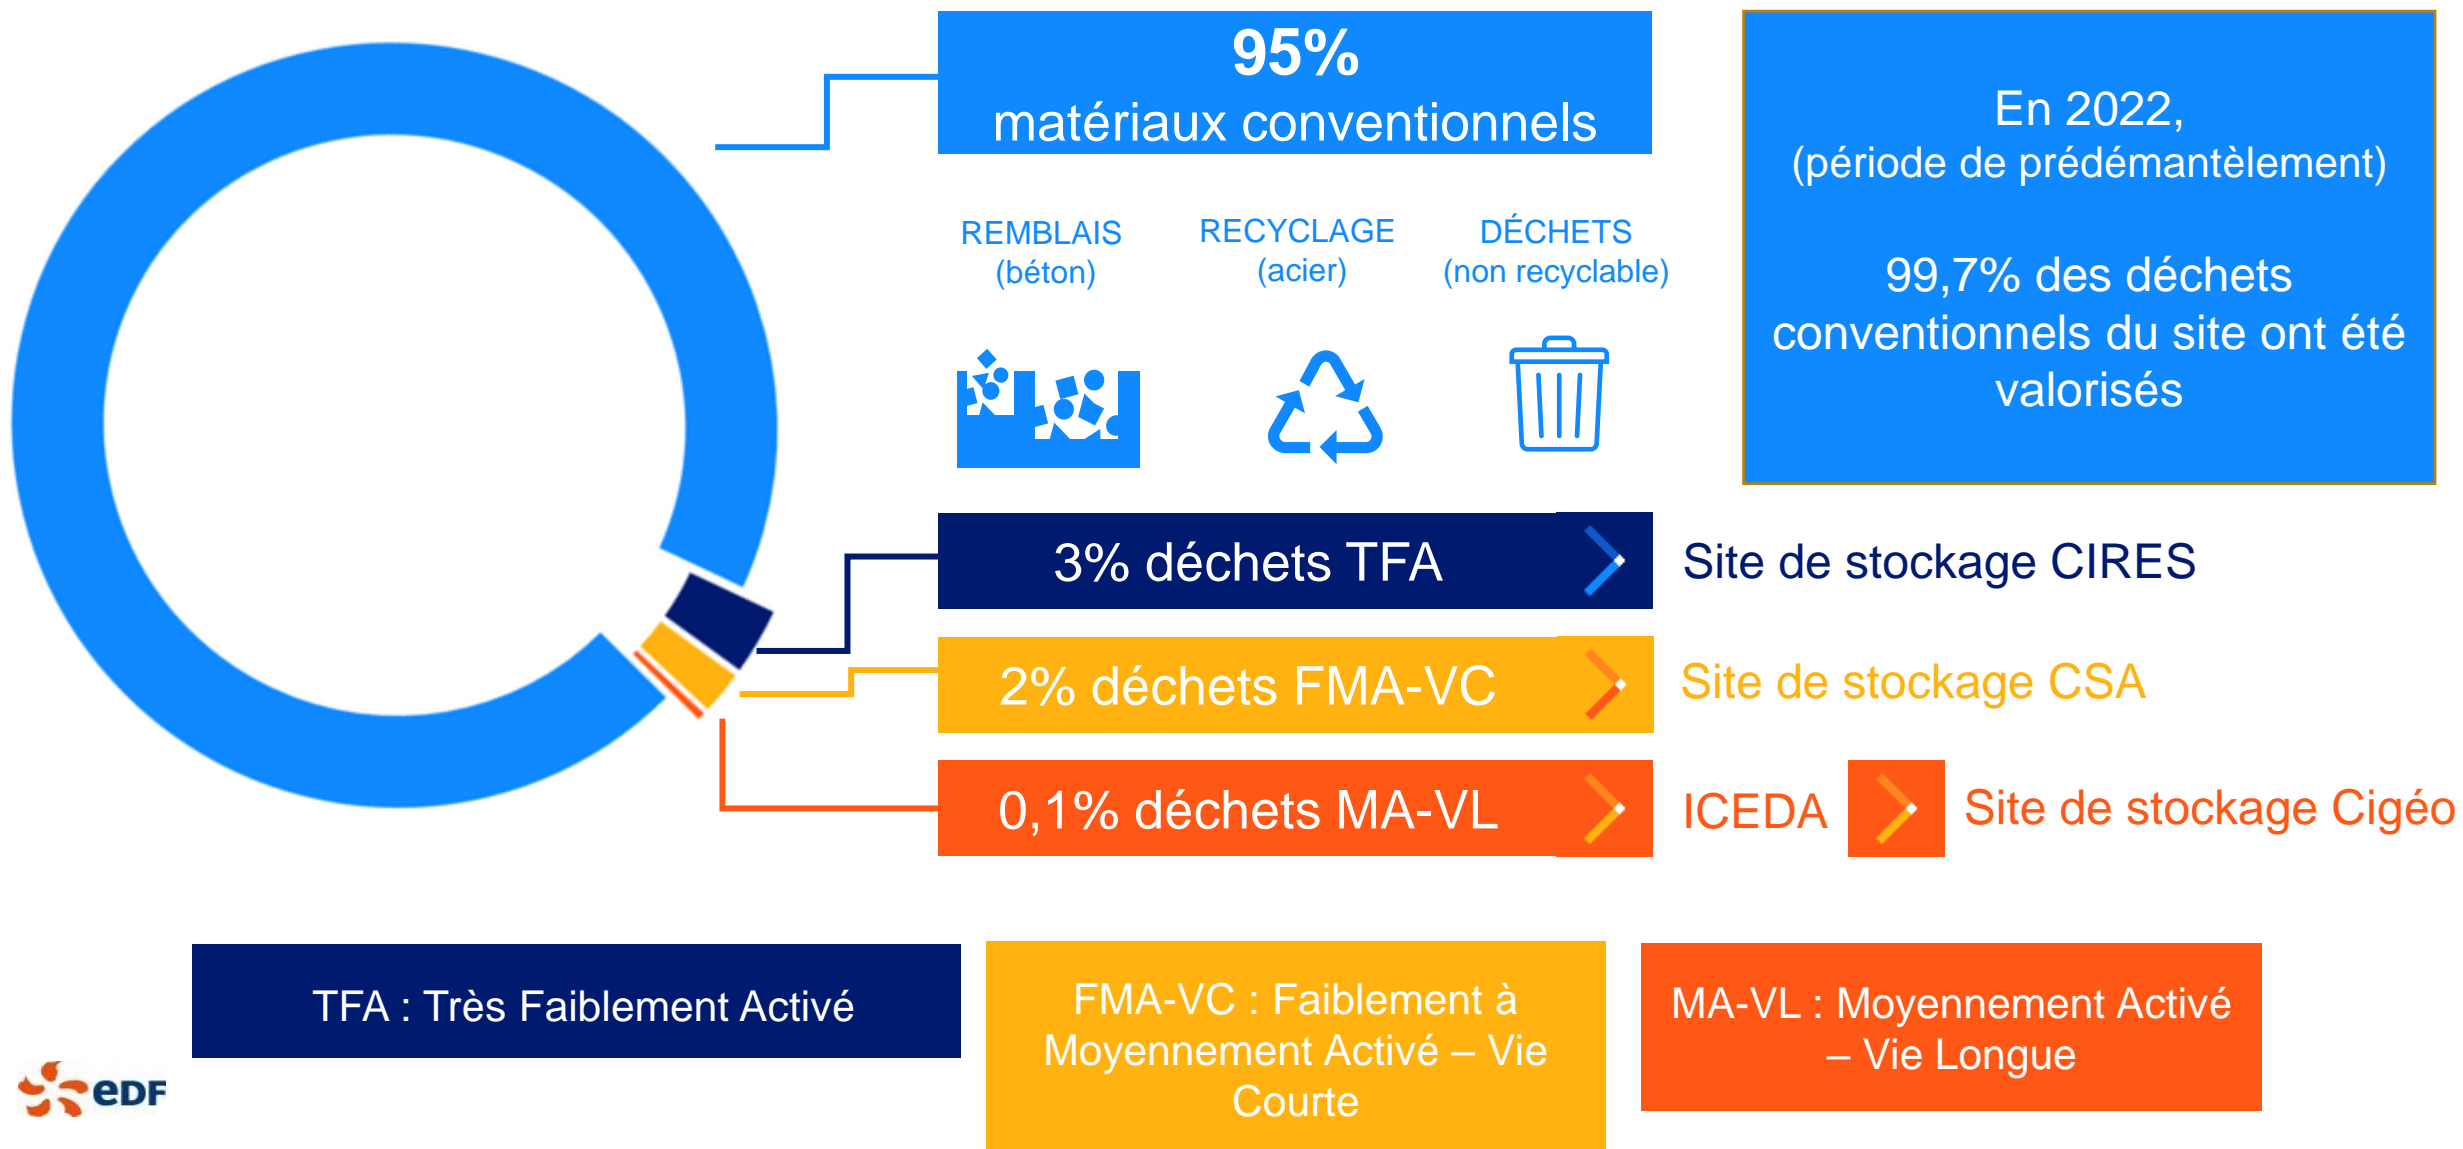 95%
matériaux conventionnels
En 2022,
(période de prédémantèlement)
99,7% des déchets
conventionnels du site ont été
valorisés
REMBLAIS
(béton)
RECYCLAGE
(acier)
DÉCHETS
(non recyclable)
3% déchets TFA
Site de stockage CIRES
2% déchets FMA-VC
Site de stockage CSA
0,1% déchets MA-VL
ICEDA
Site de stockage Cigéo
TFA : Très Faiblement Activé
FMA-VC : Faiblement à
Moyennement Activé – Vie
Courte
MA-VL : Moyennement Activé
– Vie Longue
eDF